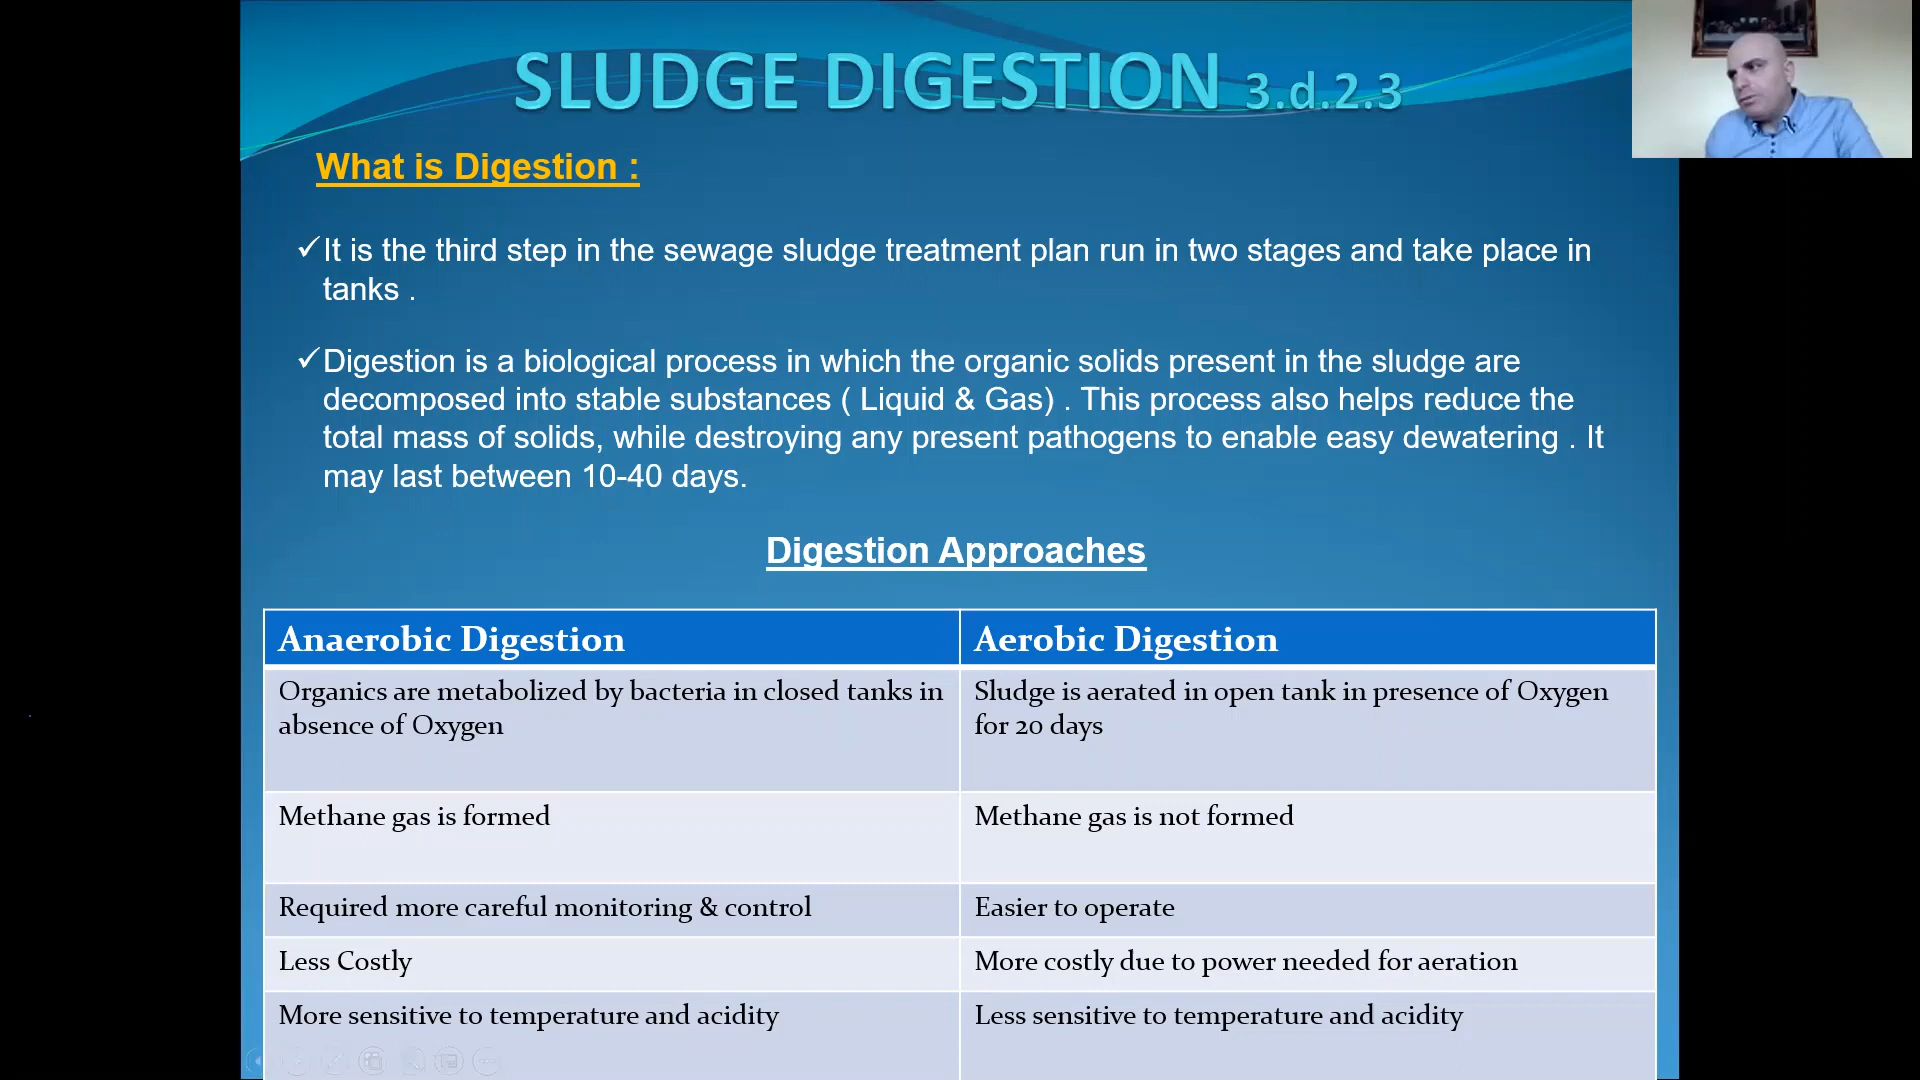 SLUDGE DIGESTION 3.d.2.3
What is Digestion :
✓It is the third step in the sewage sludge treatment plan run in two stages and take place in
tanks .
✓Digestion is a biological process in which the organic solids present in the sludge are
decomposed into stable substances ( Liquid & Gas) . This process also helps reduce the
total mass of solids, while destroying any present pathogens to enable easy dewatering . It
may last between 10-40 days.
Digestion Approaches
Anaerobic Digestion
Aerobic Digestion
Organics are metabolized by bacteria in closed tanks in
absence of Oxygen
Sludge is aerated in open tank in presence of Oxygen
for 20 days
Methane gas is formed
Methane gas is not formed
Required more careful monitoring & control
Easier to operate
Less Costly
More costly due to power needed for aeration
More sensitive to temperature and acidity
Less sensitive to temperature and acidity